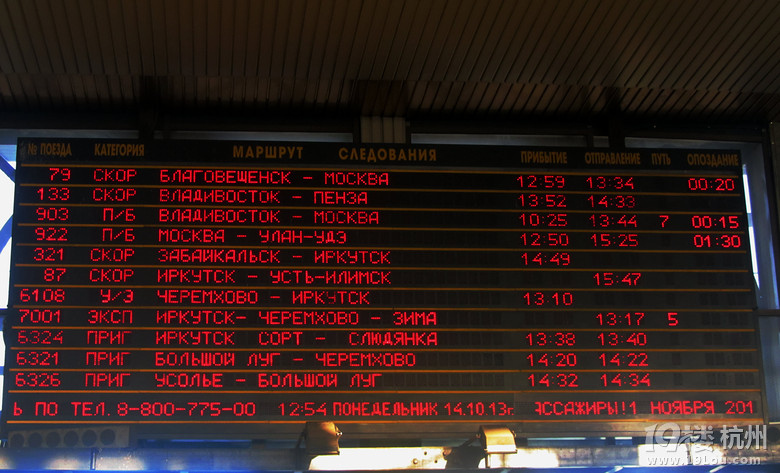 № ПОЕЗДА КАТЕГОРИЯ МАРШРУТ СЛЕДОВАНИЯ ПРИБЫТИЕ ОТПРАВЛЕНИЕ ПУТЬ ОПОЗДАНИЕ
79 СКОР БЛАГОВЕЩЕНСК - МОСКВА 12:59 13:34 00:20
133 СКОР ВЛАДИВОСТОК - ПЕНЗА 13:52 14:33
903 П/Б ВЛАДИВОСТОК - МОСКВА 10:25 13:44 7 00:15
922 П/Б МОСКВА - УЛАН-УДЭ 12:50 15:25 01:30
321 СКОР ЗАБАЙКАЛЬСК - ИРКУТСК 14:49
87 СКОР ИРКУТСК - УСТЬ-ИЛИМСК 15:47
6108 У/Э ЧЕРЕМХОВО - ИРКУТСК 13:10
7001 ЭКСП ИРКУТСК- ЧЕРЕМХОВО - ЗИМА 13:17 5
6324 ПРИГ ИРКУТСК СОРТ - СЛЮДЯНКА 13:38 13:40
6321 ПРИГ БОЛЬШОЙ ЛУГ - ЧЕРЕМХОВО 14:20 14:22
6326 ПРИГ УСОЛЬЕ - БОЛЬШОЙ ЛУГ 14:32 14:34
Ь ПО ТЕЛ. 8-800-775-00 12:54 ПОНЕДЕЛЬНИК 14.10.13г. АССАЖИРЫ!1 НОЯБРЯ 201
19楼 杭州
www.19lou.com